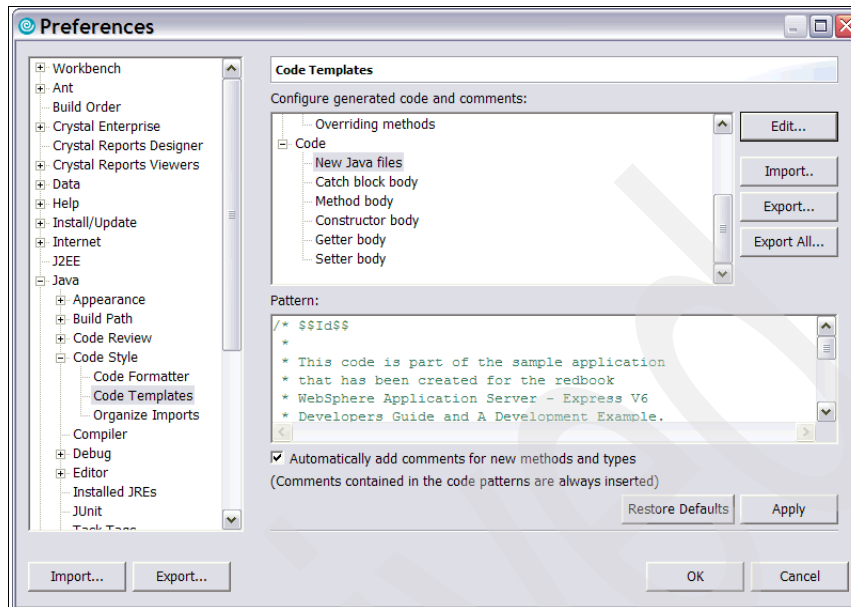 Preferences
Workbench
Ant
Build Order
Crystal Enterprise
Crystal Reports Designer
Crystal Reports Viewers
Data
Help
Install/Update
Internet
J2EE
Java
Appearance
Build Path
Code Review
Code Style
Code Formatter
Code Templates
Organize Imports
Compiler
Debug
Editor
Installed JREs
JUnit
Task Tags
Import...
Export...
Code Templates
Configure generated code and comments:
Overriding methods
Code
New Java files
Catch block body
Method body
Constructor body
Getter body
Setter body
Edit...
Import..
Export...
Export All...
Pattern:
/* $$Id$$
*
* This code is part of the sample application
* that has been created for the redbook
* WebSphere Application Server - Express V6
* Developers Guide and A Development Example.
Automatically add comments for new methods and types
(Comments contained in the code patterns are always inserted)
Restore Defaults
Apply
OK
Cancel